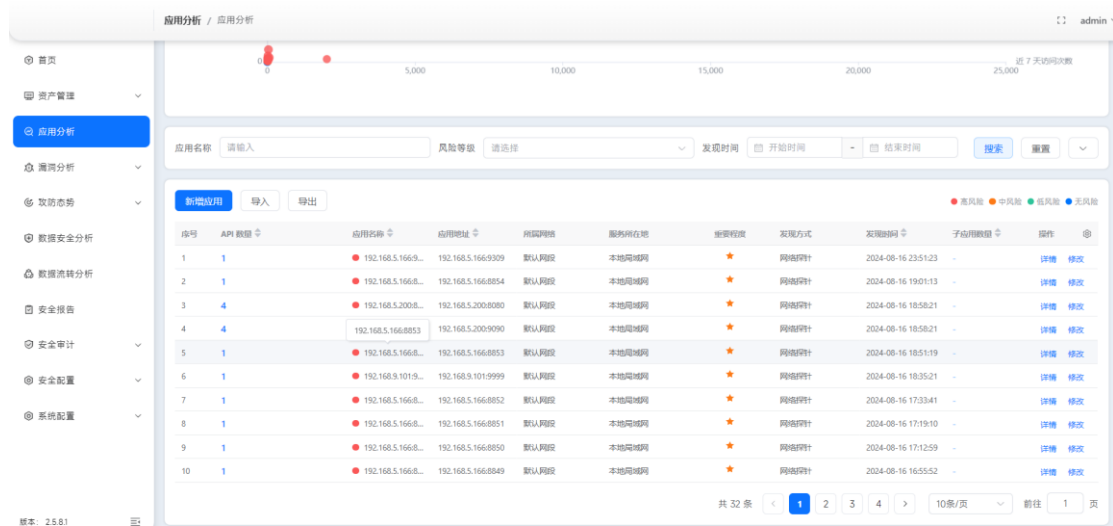 应用分析 / 应用分析
admin
首页
资产管理
应用分析
漏洞分析
攻防态势
数据安全分析
数据流转分析
安全报告
安全审计
安全配置
系统配置
版本: 2.5.8.1
0
0 5,000 10,000 15,000 20,000 25,000
近 7 天访问次数
应用名称 请输入 风险等级 请选择 发现时间 开始时间 - 结束时间 搜索 重置
新增应用 导入 导出
高风险 中风险 低风险 无风险
序号 API 数量 应用名称 应用地址 所属网络 服务所在地 重要程度 发现方式 发现时间 子应用数量 操作
1 1 192.168.5.166:9... 192.168.5.166:9309 默认网段 本地局域网 网络探针 2024-08-16 23:51:23 - 详情 修改
2 1 192.168.5.166:8... 192.168.5.166:8854 默认网段 本地局域网 网络探针 2024-08-16 19:01:13 - 详情 修改
3 4 192.168.5.200:8... 192.168.5.200:8080 默认网段 本地局域网 网络探针 2024-08-16 18:58:21 - 详情 修改
4 4 192.168.5.166:8853 192.168.5.200:9090 默认网段 本地局域网 网络探针 2024-08-16 18:58:21 - 详情 修改
5 1 192.168.5.166:8... 192.168.5.166:8853 默认网段 本地局域网 网络探针 2024-08-16 18:51:19 - 详情 修改
6 1 192.168.9.101:9... 192.168.9.101:9999 默认网段 本地局域网 网络探针 2024-08-16 18:35:21 - 详情 修改
7 1 192.168.5.166:8... 192.168.5.166:8852 默认网段 本地局域网 网络探针 2024-08-16 17:33:41 - 详情 修改
8 1 192.168.5.166:8... 192.168.5.166:8851 默认网段 本地局域网 网络探针 2024-08-16 17:19:10 - 详情 修改
9 1 192.168.5.166:8... 192.168.5.166:8850 默认网段 本地局域网 网络探针 2024-08-16 17:12:59 - 详情 修改
10 1 192.168.5.166:8... 192.168.5.166:8849 默认网段 本地局域网 网络探针 2024-08-16 16:55:52 - 详情 修改
共 32 条 < 1 2 3 4 > 10条/页 前往 1 页